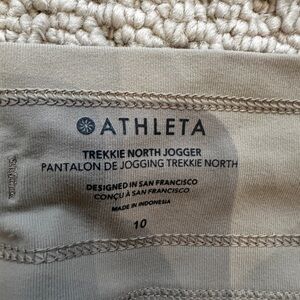 ATHLETA
TREKKIE NORTH JOGGER
PANTALON DE JOGGING TREKKIE NORTH
DESIGNED IN SAN FRANCISCO
CONÇU À SAN FRANCISCO
MADE IN INDONESIA
10